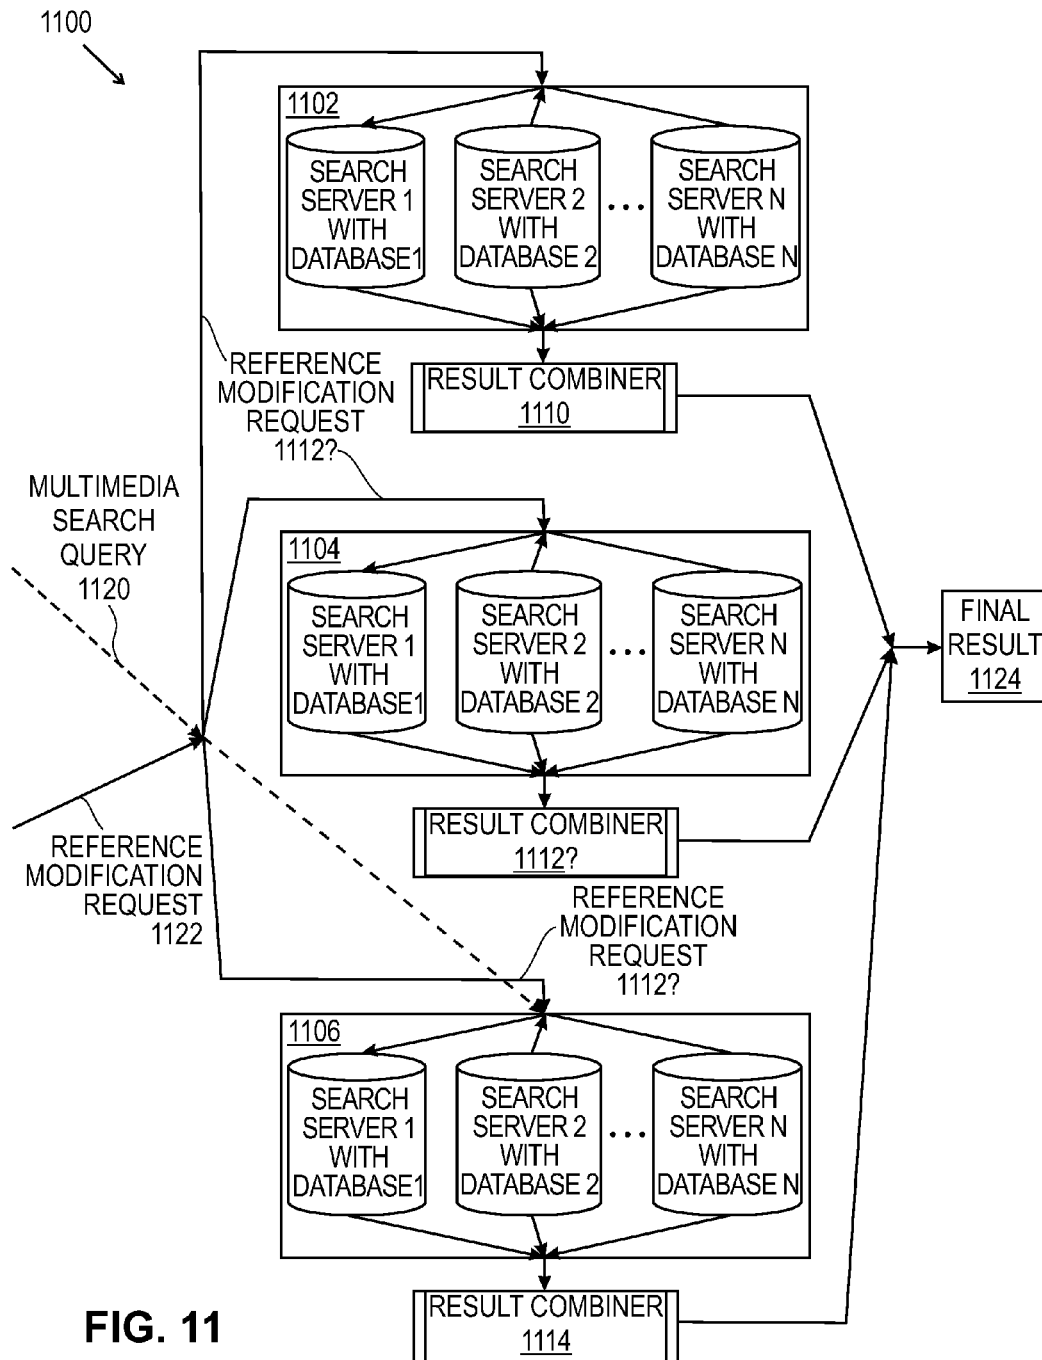 1100
1102
SEARCH
SERVER 1
WITH
DATABASE1
SEARCH
SERVER 2
WITH
DATABASE 2
...
SEARCH
SERVER N
WITH
DATABASE N
REFERENCE
MODIFICATION
REQUEST
1112?
RESULT COMBINER
1110
MULTIMEDIA
SEARCH
QUERY
1120
1104
SEARCH
SERVER 1
WITH
DATABASE1
SEARCH
SERVER 2
WITH
DATABASE 2
...
SEARCH
SERVER N
WITH
DATABASE N
FINAL
RESULT
1124
RESULT COMBINER
1112?
REFERENCE
MODIFICATION
REQUEST
1122
REFERENCE
MODIFICATION
REQUEST
1112?
1106
SEARCH
SERVER 1
WITH
DATABASE1
SEARCH
SERVER 2
WITH
DATABASE 2
...
SEARCH
SERVER N
WITH
DATABASE N
RESULT COMBINER
1114
FIG. 11